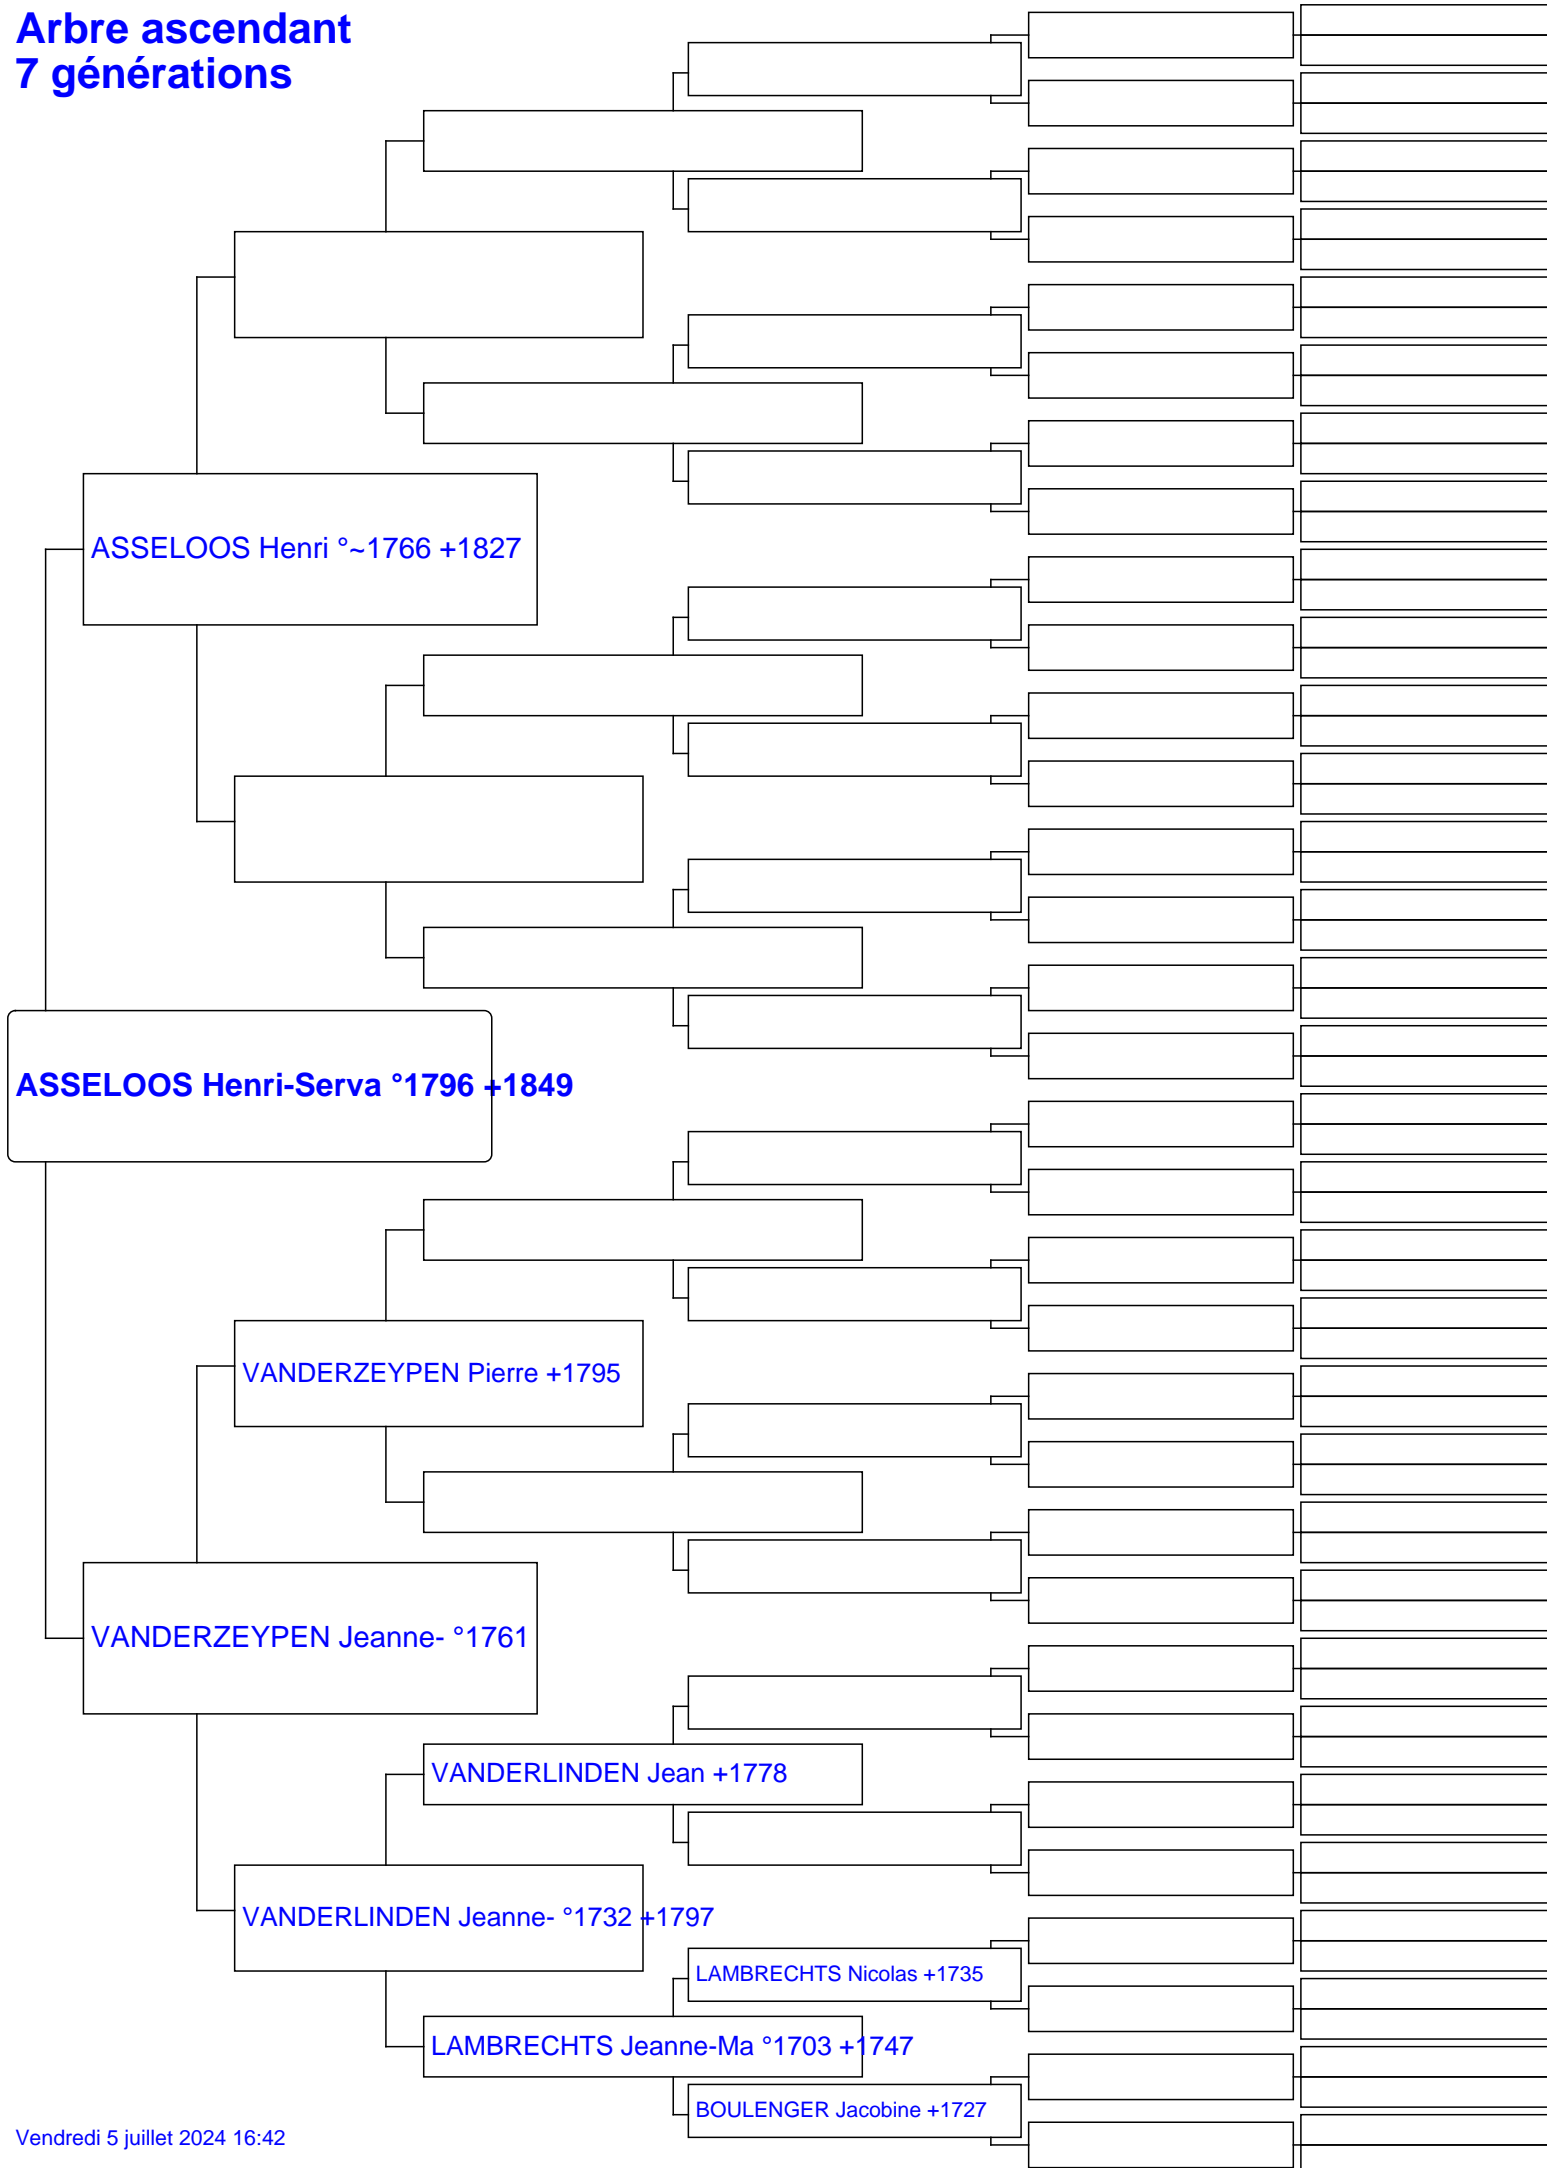 Arbre ascendant
7 générations
ASSELOOS Henri °~1766 +1827
ASSELOOS Henri-Serva °1796 +1849
VANDERZEYPEN Pierre +1795
VANDERZEYPEN Jeanne- °1761
VANDERLINDEN Jean +1778
VANDERLINDEN Jeanne- °1732 +1797
LAMBRECHTS Nicolas +1735
LAMBRECHTS Jeanne-Ma °1703 +1747
BOULENGER Jacobine +1727
Vendredi 5 juillet 2024 16:42